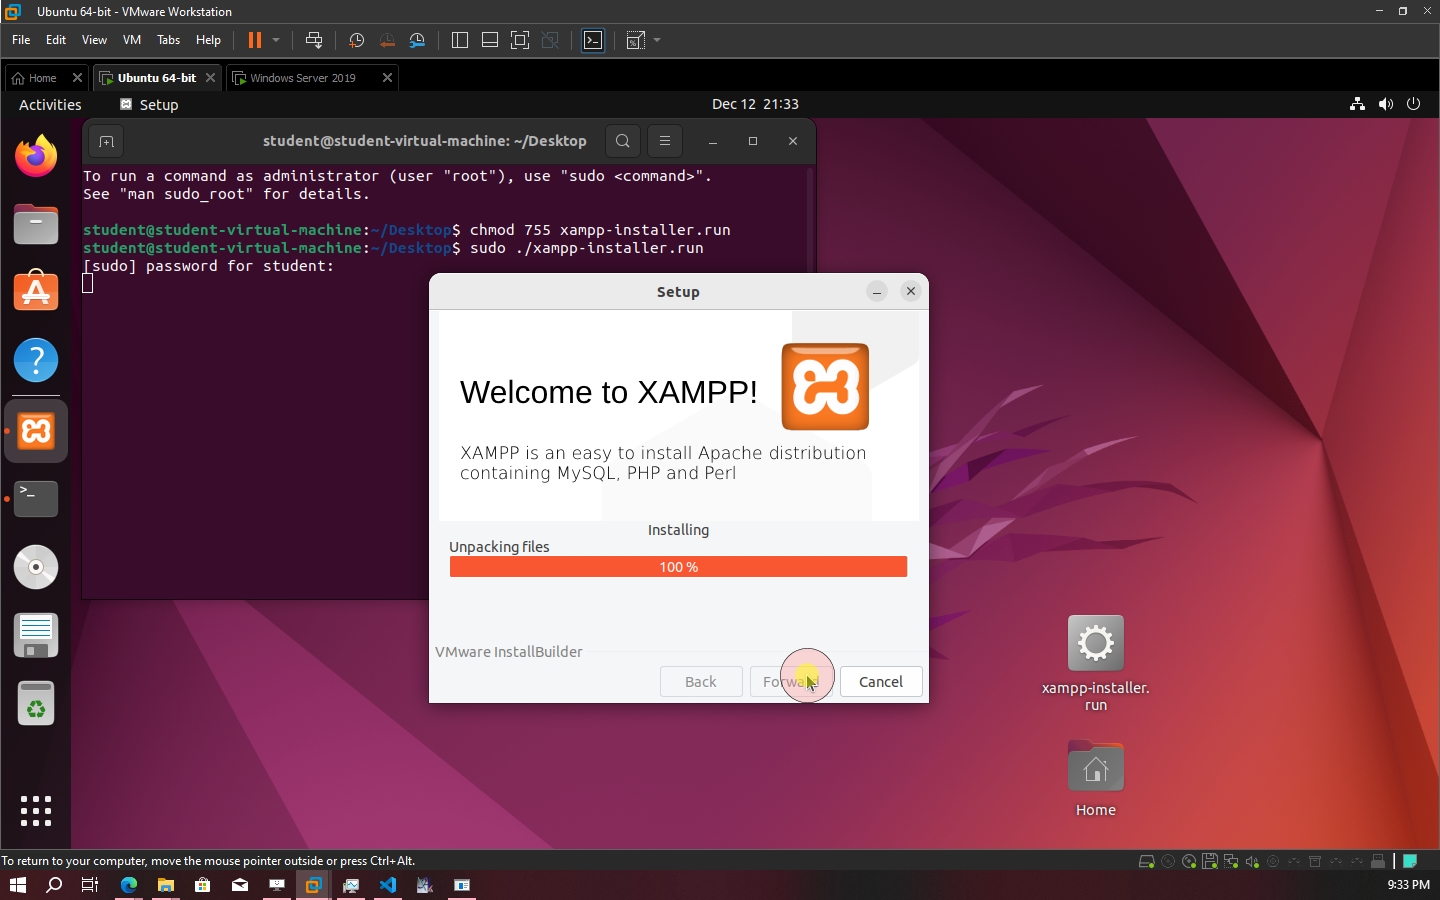 Ubuntu 64-bit - VMware Workstation
File Edit View VM Tabs Help
Home Ubuntu 64-bit Windows Server 2019
Activities Setup Dec 12 21:33
student@student-virtual-machine: ~/Desktop
To run a command as administrator (user "root"), use "sudo <command>".
See "man sudo_root" for details.
student@student-virtual-machine:~/Desktop$ chmod 755 xampp-installer.run
student@student-virtual-machine:~/Desktop$ sudo ./xampp-installer.run
[sudo] password for student:
Setup
Welcome to XAMPP!
XAMPP is an easy to install Apache distribution
containing MySQL, PHP and Perl
Installing
Unpacking files
100 %
VMware InstallBuilder
Back Forward Cancel
xampp-installer.
run
Home
To return to your computer, move the mouse pointer outside or press Ctrl+Alt.
9:33 PM